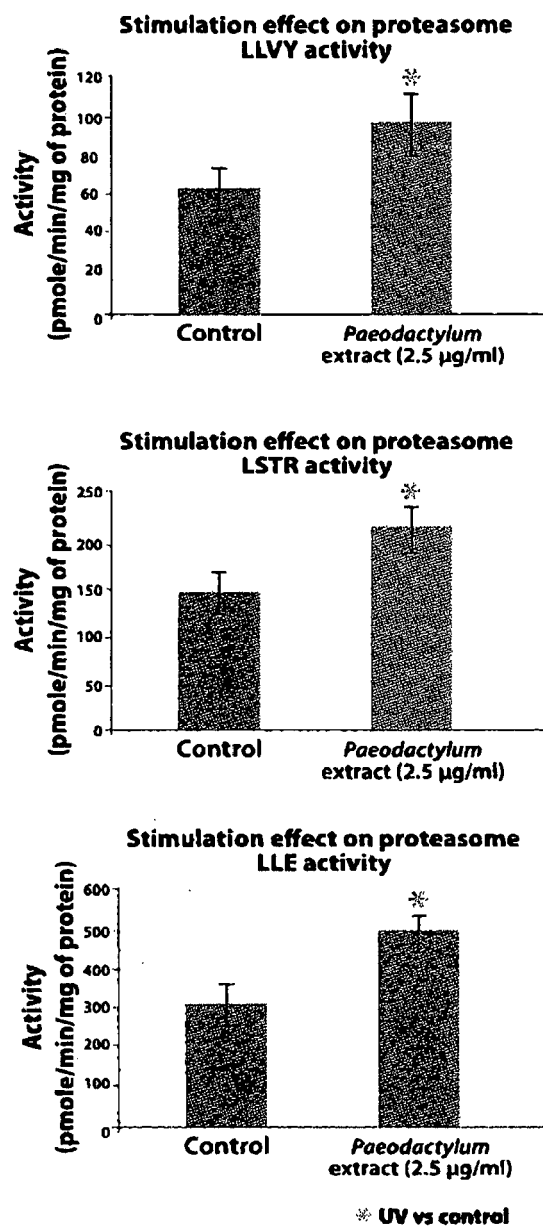 Stimulation effect on proteasome
LLVY activity
Activity
(pmole/min/mg of protein)
120
100
80
60
40
20
0
Control
Paeodactylum
extract (2.5 µg/ml)
Stimulation effect on proteasome
LSTR activity
Activity
(pmole/min/mg of protein)
250
200
150
100
50
0
Control
Paeodactylum
extract (2.5 µg/ml)
Stimulation effect on proteasome
LLE activity
Activity
(pmole/min/mg of protein)
600
500
400
300
200
100
0
Control
Paeodactylum
extract (2.5 µg/ml)
* UV vs control